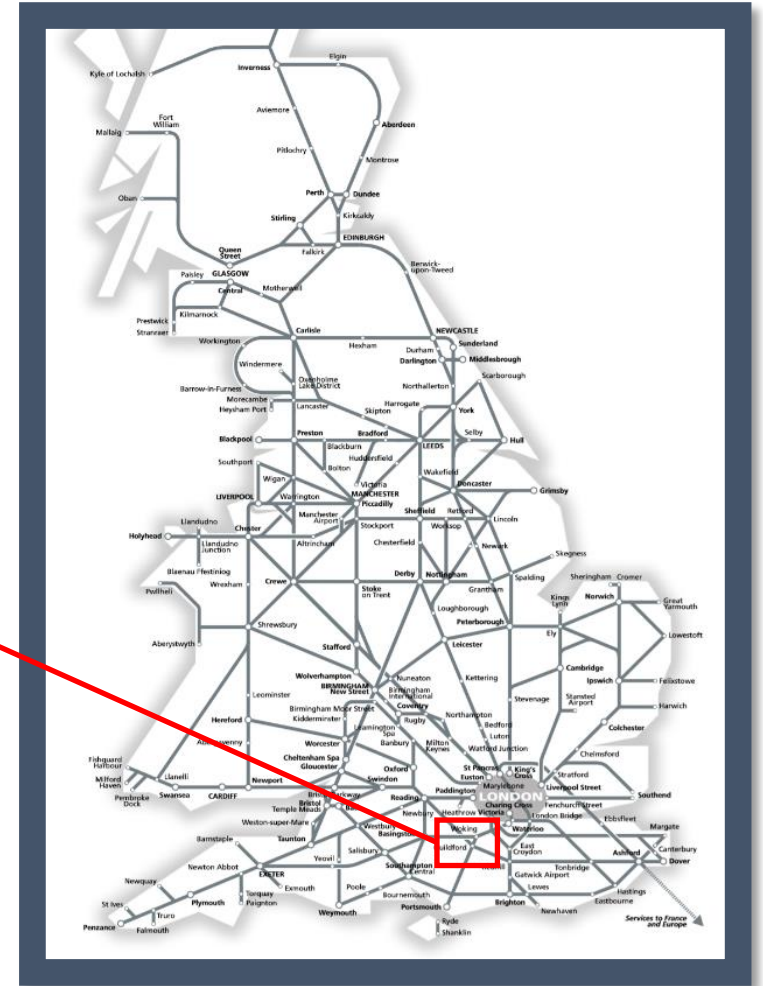 Elgin
Inverness
Kyle of Lochalsh
Aviemore
Fort
William
Aberdeen
Mallaig
Pitlochry
Montrose
Perth
Dundee
Oban
Stirling
Kirkcaldy
EDINBURGH
Queen
Street
Falkirk
Berwick-
upon-Tweed
Paisley
GLASGOW
Central
Motherwell
Prestwick
Kilmarnock
Stranraer
Carlisle
NEWCASTLE
Workington
Hexham
Sunderland
Durham
Darlington
Middlesbrough
Windermere
Scarborough
Oxenholme
Lake District
Barrow-in-Furness
Northallerton
Morecambe
Heysham Port
Lancaster
Harrogate
York
Skipton
Preston
Bradford
Selby
Blackpool
LEEDS
Hull
Blackburn
Huddersfield
Southport
Bolton
Wakefield
Wigan
Victoria
Doncaster
MANCHESTER
Piccadilly
Grimsby
LIVERPOOL
Warrington
Manchester
Airport
Sheffield
Retford
Llandudno
Stockport
Worksop
Lincoln
Holyhead
Chester
Llandudno
Junction
Altrincham
Chesterfield
Newark
Skegness
Blaenau Ffestiniog
Derby
Nottingham
Sheringham
Cromer
Pwllheli
Wrexham
Crewe
Stoke
on Trent
Grantham
Spalding
Kings
Lynn
Norwich
Great
Yarmouth
Loughborough
Shrewsbury
Peterborough
Ely
Lowestoft
Aberystwyth
Stafford
Leicester
Wolverhampton
Cambridge
BIRMINGHAM
New Street
Nuneaton
Kettering
Ipswich
Felixstowe
Birmingham
International
Leominster
Stevenage
Stansted
Airport
Birmingham Moor Street
Coventry
Harwich
Kidderminster
Rugby
Northampton
Hereford
Leamington
Spa
Bedford
Colchester
Worcester
Banbury
Milton
Keynes
Luton
Abergavenny
Watford Junction
Chelmsford
Cheltenham Spa
Fishguard
Harbour
Gloucester
Oxford
St Pancras
King's
Cross
Euston
Stratford
Milford
Haven
Llanelli
Newport
Swindon
Marylebone
Liverpool Street
Paddington
LONDON
Southend
Pembroke
Dock
Swansea
CARDIFF
Bristol Parkway
Reading
Charing Cross
Fenchurch Street
Bristol
Temple Meads
Newbury
Heathrow
Victoria
London Bridge
Ebbsfleet
Weston-super-Mare
Westbury
Basingstoke
Woking
Waterloo
Margate
Barnstaple
Taunton
Guildford
East
Croydon
Canterbury
Salisbury
Ashford
Dover
Yeovil
Newton Abbot
Southampton
Central
Tonbridge
EXETER
Gatwick Airport
Newquay
Exmouth
Poole
Lewes
Hastings
Torquay
Paignton
Bournemouth
Eastbourne
St Ives
Plymouth
Portsmouth
Brighton
Newhaven
Truro
Weymouth
Ryde
Services to France
and Europe
Penzance
Falmouth
Shanklin